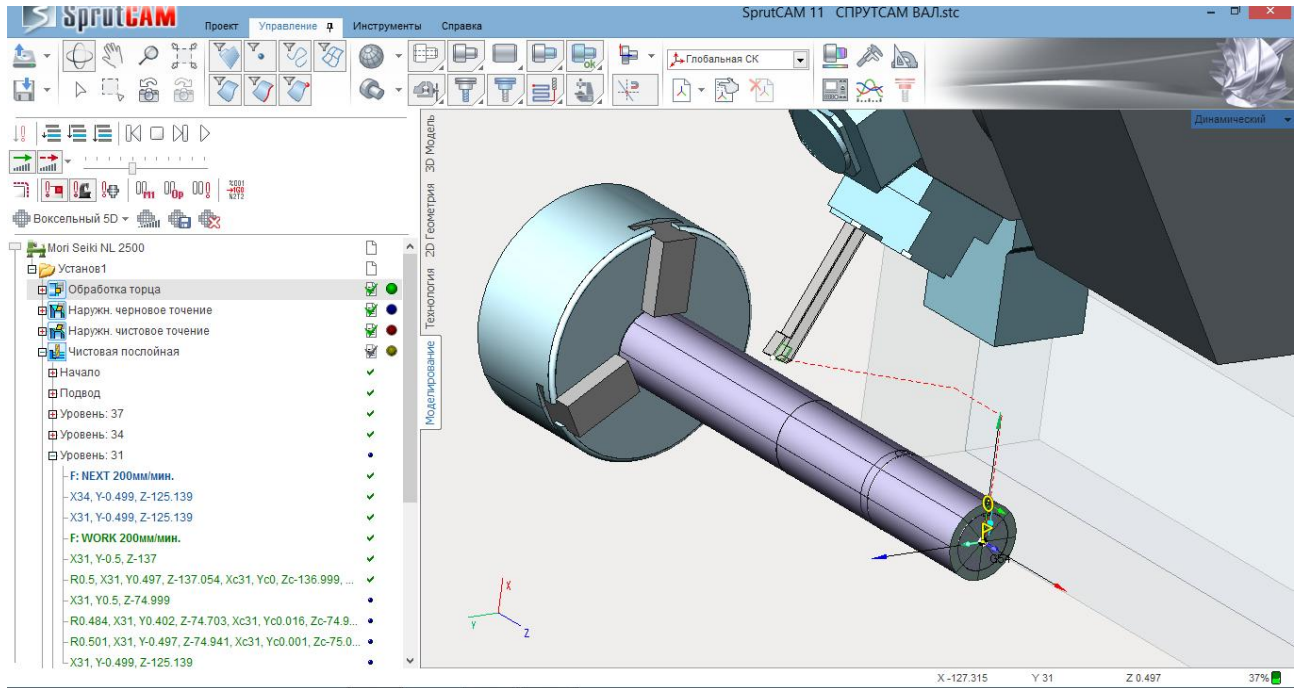 SprutCAM
SprutCAM 11 СПРУТСАМ ВАЛ.stc
Проект Управление Инструменты Справка
ok
Глобальная СК
Динамический
M1 Op
%001
N2T2
Воксельный 5D
Mori Seiki NL 2500
Установ1
Обработка торца
Наружн. черновое точение
Наружн. чистовое точение
Чистовая послойная
Начало
Подвод
Уровень: 37
Уровень: 34
Уровень: 31
F: NEXT 200мм/мин.
X34, Y-0.499, Z-125.139
X31, Y-0.499, Z-125.139
F: WORK 200мм/мин.
X31, Y-0.5, Z-137
R0.5, X31, Y0.497, Z-137.054, Xc31, Yc0, Zc-136.999, ...
X31, Y0.5, Z-74.999
R0.484, X31, Y0.402, Z-74.703, Xc31, Yc0.016, Zc-74.9...
R0.501, X31, Y-0.497, Z-74.941, Xc31, Yc0.001, Zc-75.0...
X31, Y-0.499, Z-125.139
3D Модель
2D Геометрия
Технология
Моделирование
G54
X
Y
Z
X -127.315 Y 31 Z 0.497 37%